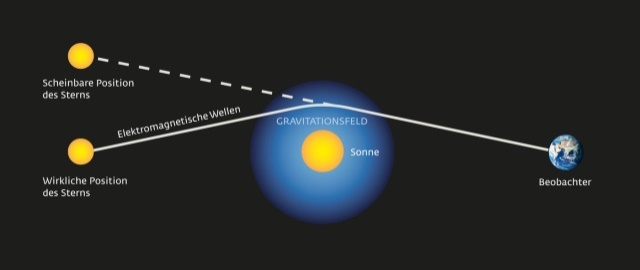 Scheinbare Position
des Sterns
Elektromagnetische Wellen
GRAVITATIONSFELD
Sonne
Wirkliche Position
des Sterns
Beobachter